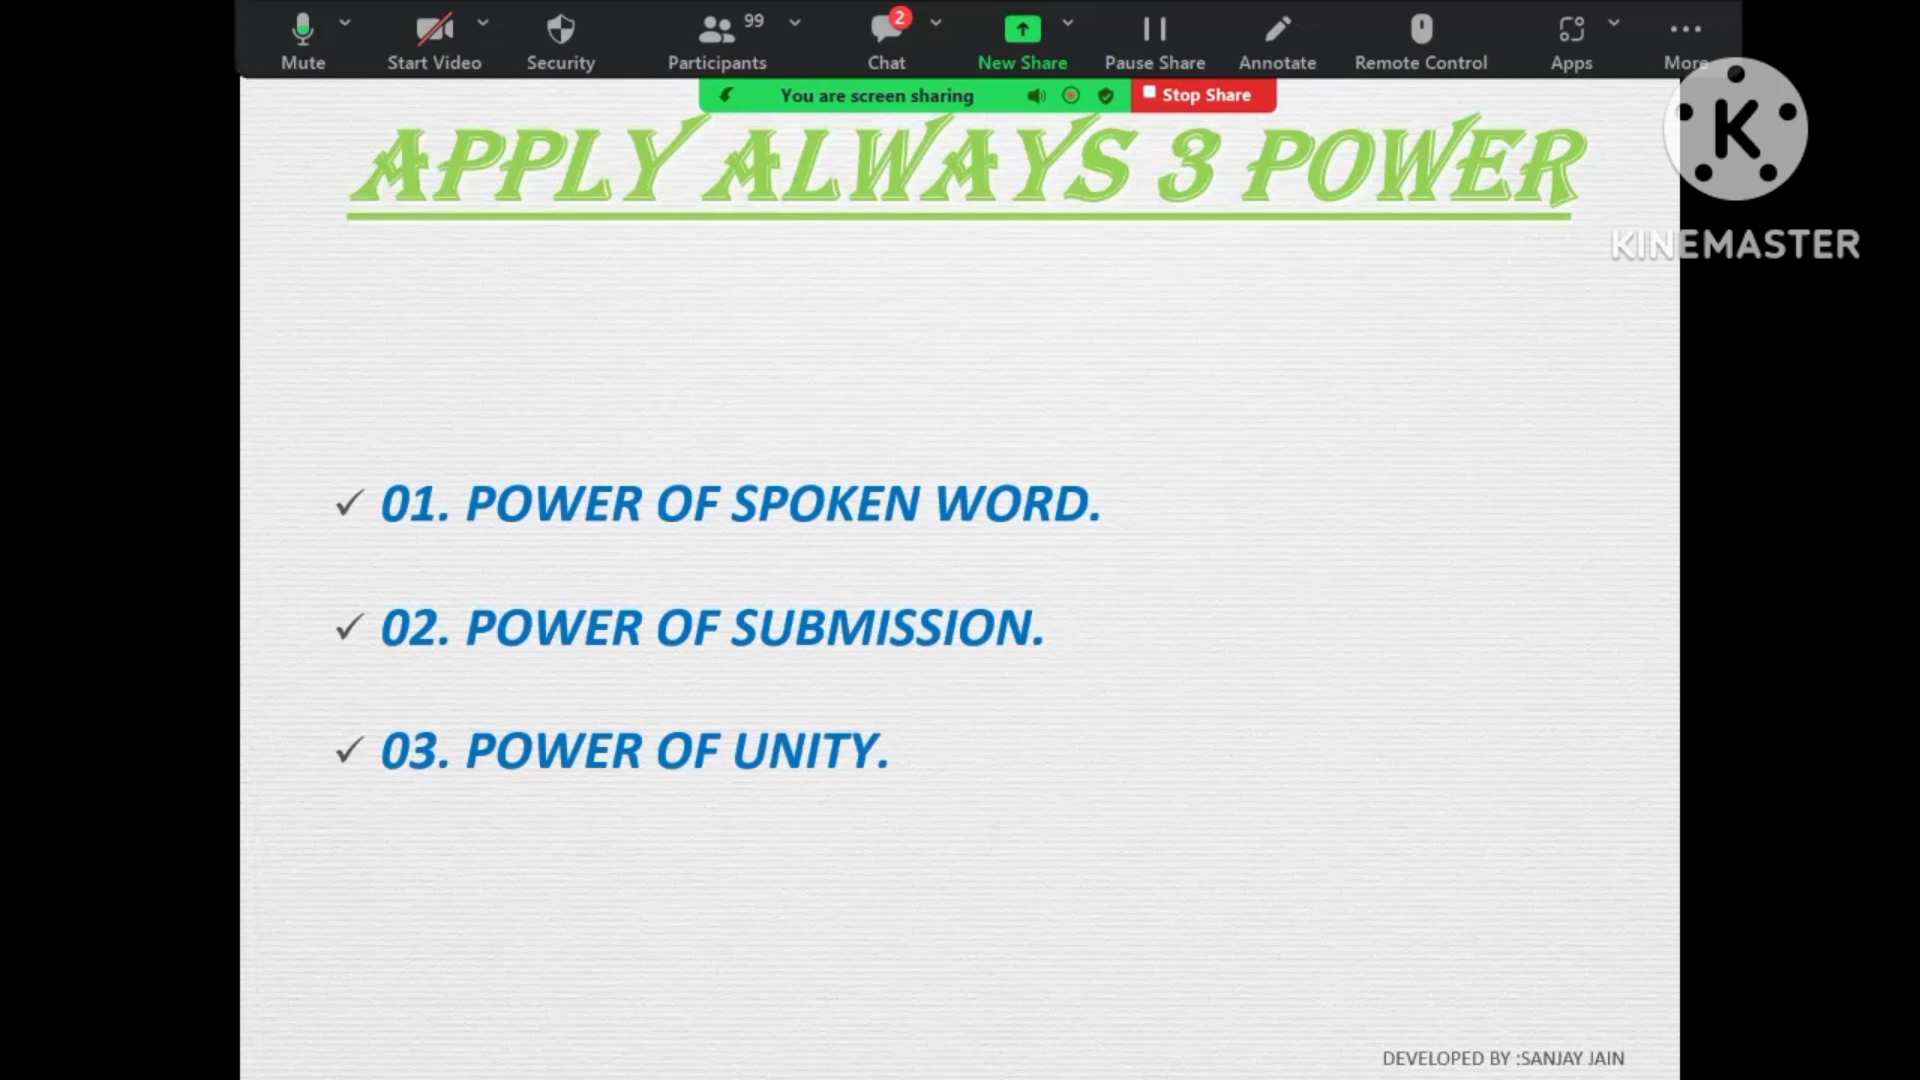 99
2
Mute
Start Video
Security
Participants
Chat
New Share
Pause Share
Annotate
Remote Control
Apps
More
You are screen sharing
Stop Share
APPLY ALWAYS 3 POWER
K
KINEMASTER
✓ 01. POWER OF SPOKEN WORD.
✓ 02. POWER OF SUBMISSION.
✓ 03. POWER OF UNITY.
DEVELOPED BY :SANJAY JAIN